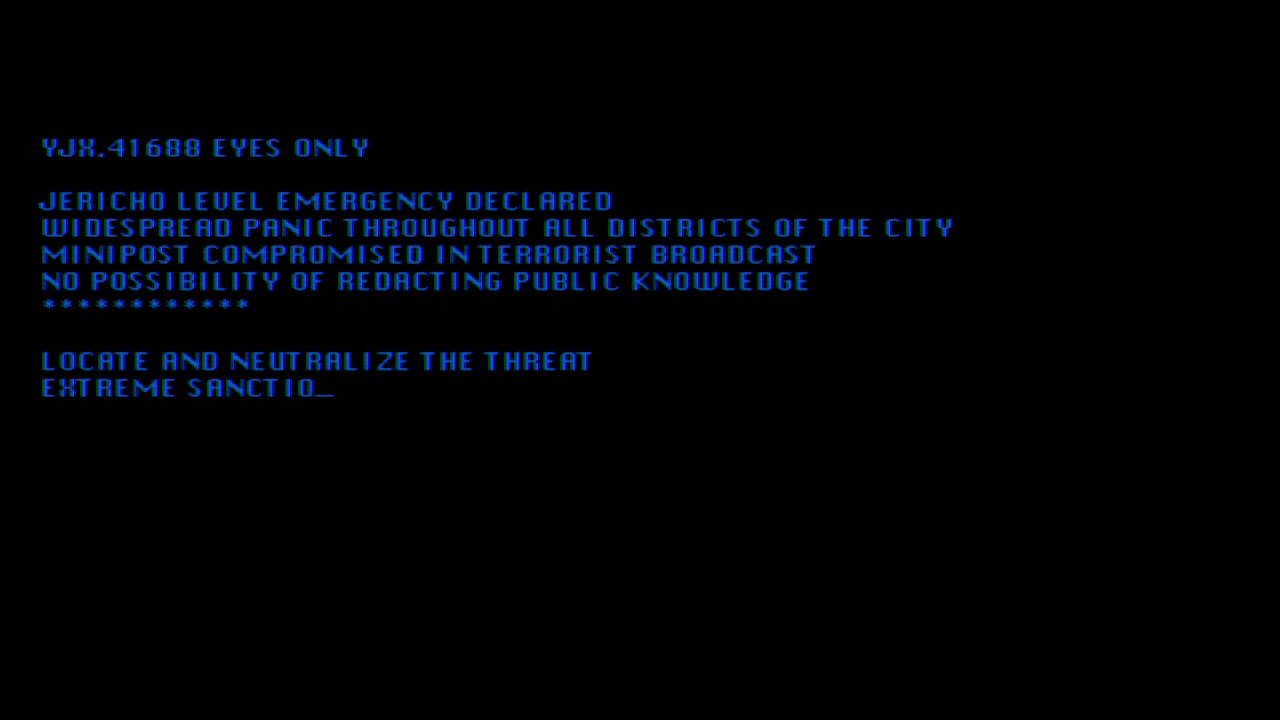 YJX.41688 EYES ONLY
JERICHO LEVEL EMERGENCY DECLARED
WIDESPREAD PANIC THROUGHOUT ALL DISTRICTS OF THE CITY
MINIPOST COMPROMISED IN TERRORIST BROADCAST
NO POSSIBILITY OF REDACTING PUBLIC KNOWLEDGE
************
LOCATE AND NEUTRALIZE THE THREAT
EXTREME SANCTIO_